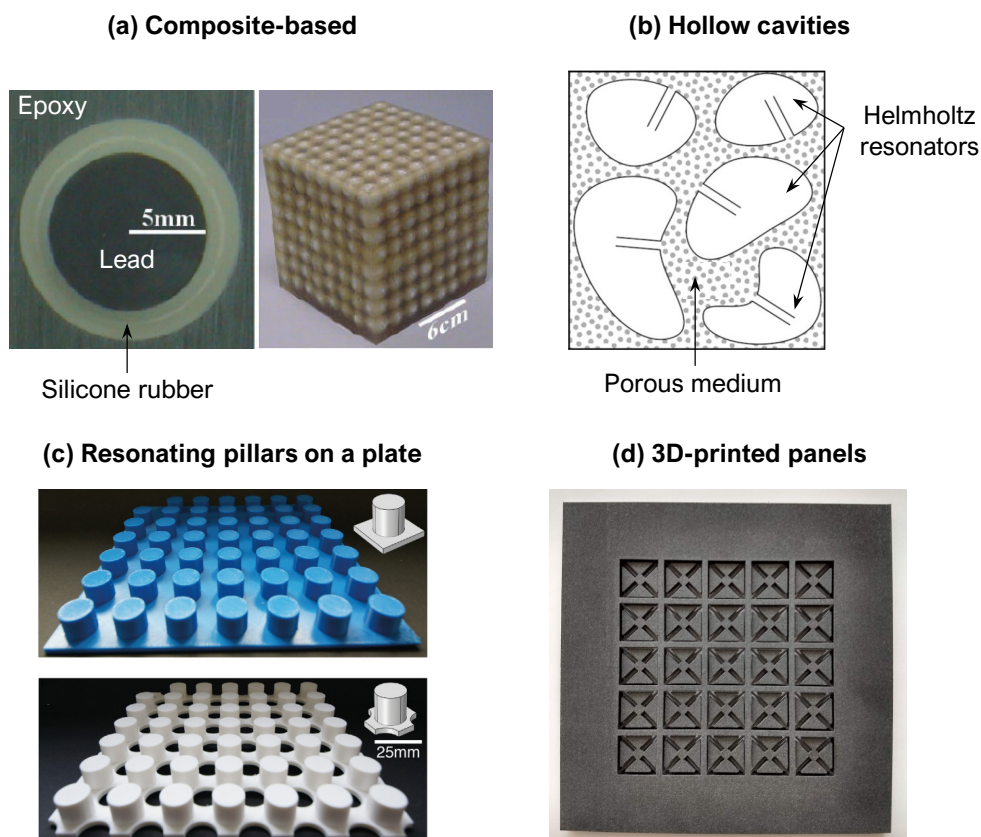 (a) Composite-based
(b) Hollow cavities
Epoxy
5mm
Lead
6cm
Silicone rubber
Helmholtz
resonators
Porous medium
(c) Resonating pillars on a plate
(d) 3D-printed panels
25mm